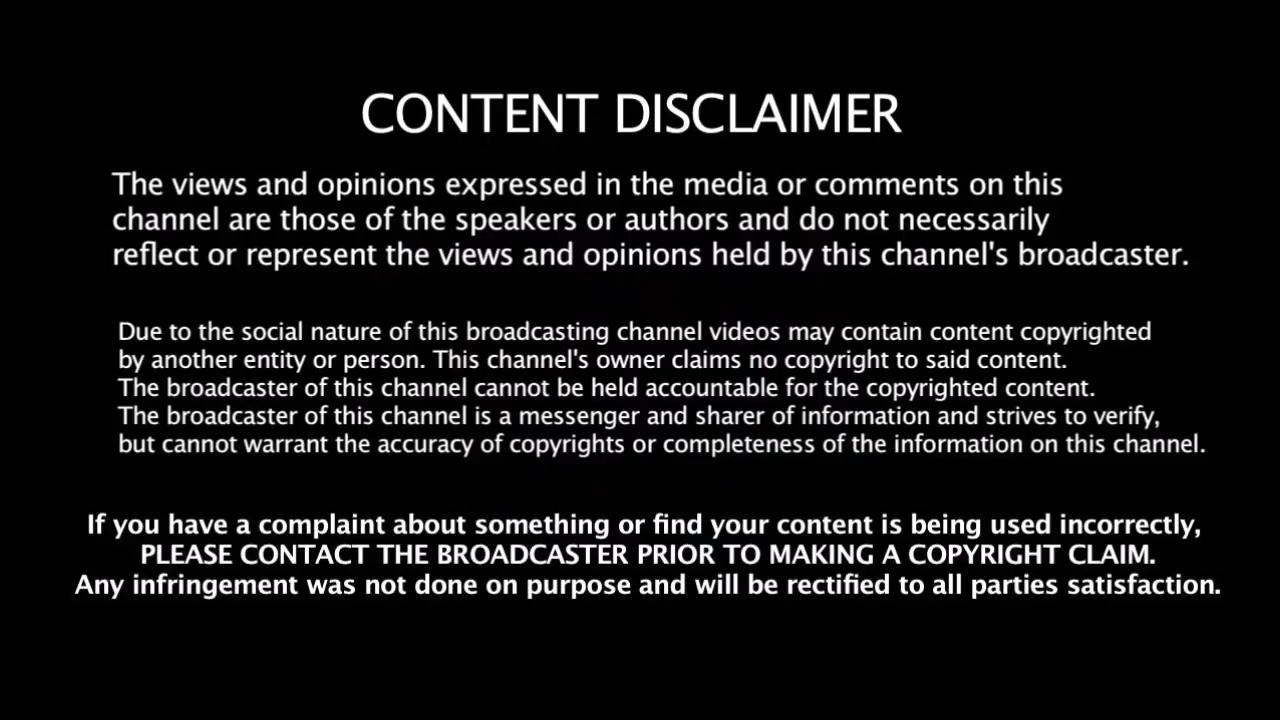 CONTENT DISCLAIMER
The views and opinions expressed in the media or comments on this
channel are those of the speakers or authors and do not necessarily
reflect or represent the views and opinions held by this channel's broadcaster.
Due to the social nature of this broadcasting channel videos may contain content copyrighted
by another entity or person. This channel's owner claims no copyright to said content.
The broadcaster of this channel cannot be held accountable for the copyrighted content.
The broadcaster of this channel is a messenger and sharer of information and strives to verify,
but cannot warrant the accuracy of copyrights or completeness of the information on this channel.
If you have a complaint about something or find your content is being used incorrectly,
PLEASE CONTACT THE BROADCASTER PRIOR TO MAKING A COPYRIGHT CLAIM.
Any infringement was not done on purpose and will be rectified to all parties satisfaction.